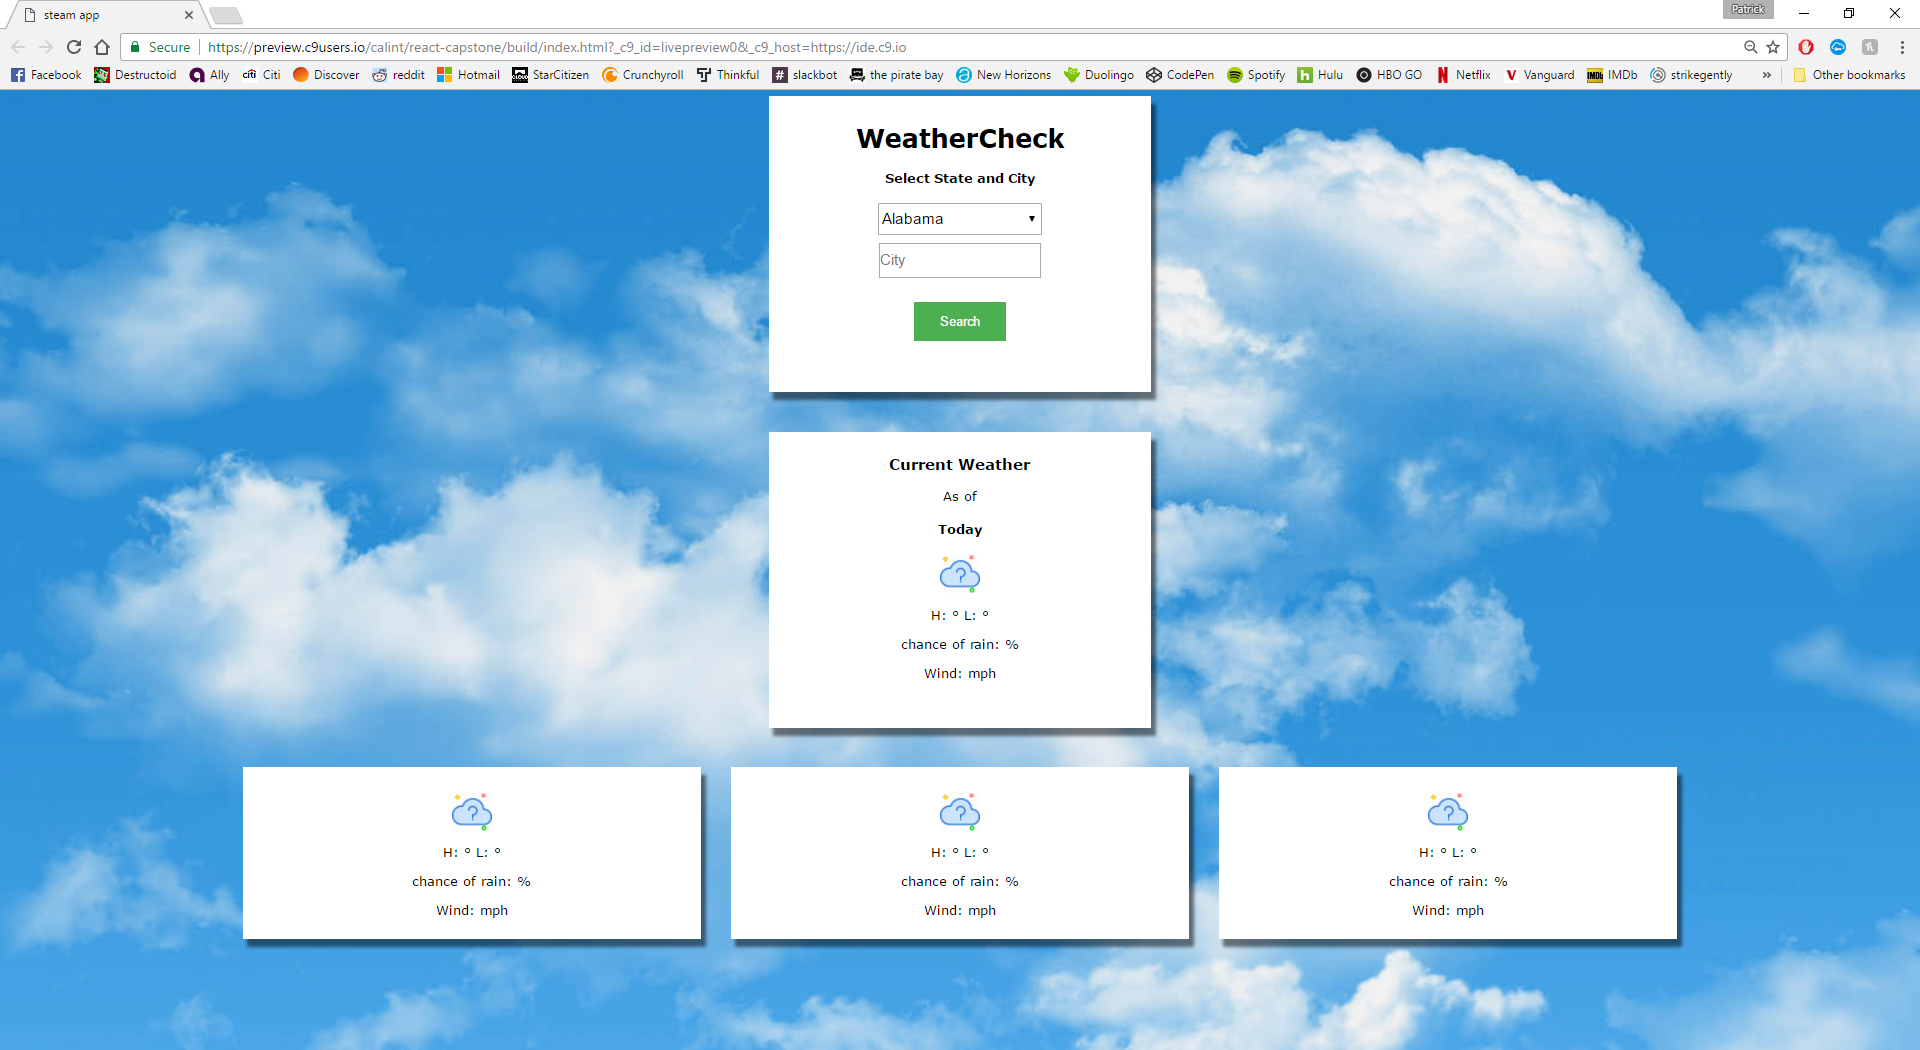 steam app
Patrick
Secure https://preview.c9users.io/calint/react-capstone/build/index.html?_c9_id=livepreview0&_c9_host=https://ide.c9.io
Facebook Destructoid Ally citi Citi Discover reddit Hotmail CLOUD StarCitizen Crunchyroll Thinkful slackbot the pirate bay New Horizons Duolingo CodePen Spotify h Hulu HBO GO N Netflix V Vanguard IMDb IMDb strikegently » Other bookmarks
WeatherCheck
Select State and City
Alabama
City
Search
Current Weather
As of
Today
?
H: ° L: °
chance of rain: %
Wind: mph
? ? ?
H: ° L: ° H: ° L: ° H: ° L: °
chance of rain: % chance of rain: % chance of rain: %
Wind: mph Wind: mph Wind: mph